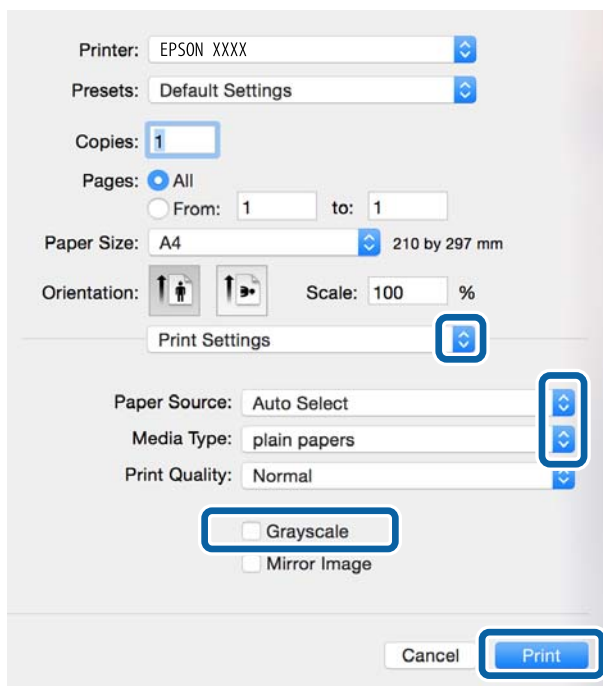 Printer: EPSON XXXX
Presets: Default Settings
Copies: 1
Pages: All
From: 1 to: 1
Paper Size: A4 210 by 297 mm
Orientation: Scale: 100 %
Print Settings
Paper Source: Auto Select
Media Type: plain papers
Print Quality: Normal
Grayscale
Mirror Image
Cancel Print